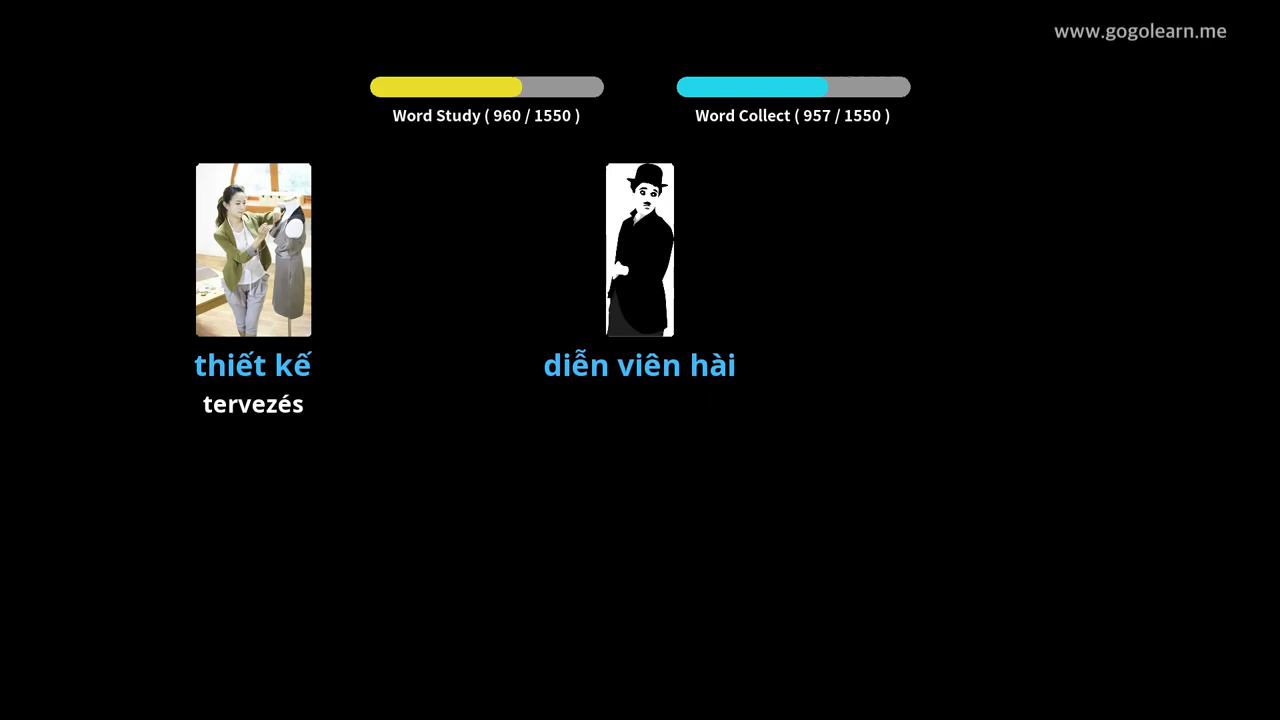 www.gogolearn.me
Word Study ( 960 / 1550 )
Word Collect ( 957 / 1550 )
thiết kế
tervezés
diễn viên hài